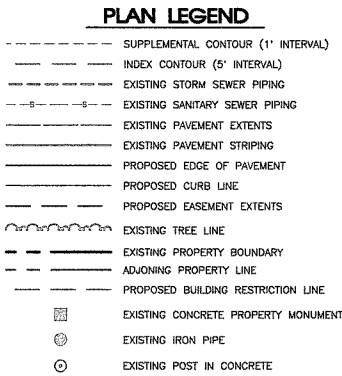 PLAN LEGEND
SUPPLEMENTAL CONTOUR (1' INTERVAL)
INDEX CONTOUR (5' INTERVAL)
EXISTING STORM SEWER PIPING
S S EXISTING SANITARY SEWER PIPING
EXISTING PAVEMENT EXTENTS
EXISTING PAVEMENT STRIPING
PROPOSED EDGE OF PAVEMENT
PROPOSED CURB LINE
PROPOSED EASEMENT EXTENTS
EXISTING TREE LINE
EXISTING PROPERTY BOUNDARY
ADJONING PROPERTY LINE
PROPOSED BUILDING RESTRICTION LINE
EXISTING CONCRETE PROPERTY MONUMENT
EXISTING IRON PIPE
EXISTING POST IN CONCRETE